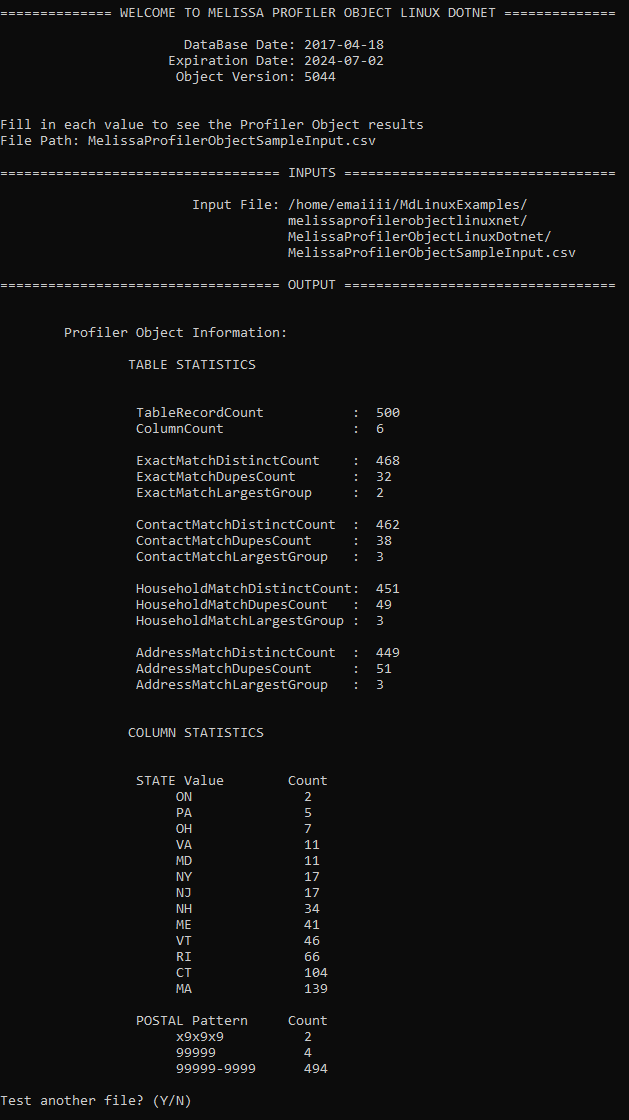 ============== WELCOME TO MELISSA PROFILER OBJECT LINUX DOTNET ==============
DataBase Date: 2017-04-18
Expiration Date: 2024-07-02
Object Version: 5044
Fill in each value to see the Profiler Object results
File Path: MelissaProfilerObjectSampleInput.csv
=================================== INPUTS ==================================
Input File: /home/emaiiii/MdLinuxExamples/
melissaprofilerobjectlinuxnet/
MelissaProfilerObjectLinuxDotnet/
MelissaProfilerObjectSampleInput.csv
=================================== OUTPUT ==================================
Profiler Object Information:
TABLE STATISTICS
TableRecordCount : 500
ColumnCount : 6
ExactMatchDistinctCount : 468
ExactMatchDupesCount : 32
ExactMatchLargestGroup : 2
ContactMatchDistinctCount : 462
ContactMatchDupesCount : 38
ContactMatchLargestGroup : 3
HouseholdMatchDistinctCount: 451
HouseholdMatchDupesCount : 49
HouseholdMatchLargestGroup : 3
AddressMatchDistinctCount : 449
AddressMatchDupesCount : 51
AddressMatchLargestGroup : 3
COLUMN STATISTICS
STATE Value Count
ON 2
PA 5
OH 7
VA 11
MD 11
NY 17
NJ 17
NH 34
ME 41
VT 46
RI 66
CT 104
MA 139
POSTAL Pattern Count
x9x9x9 2
99999 4
99999-9999 494
Test another file? (Y/N)